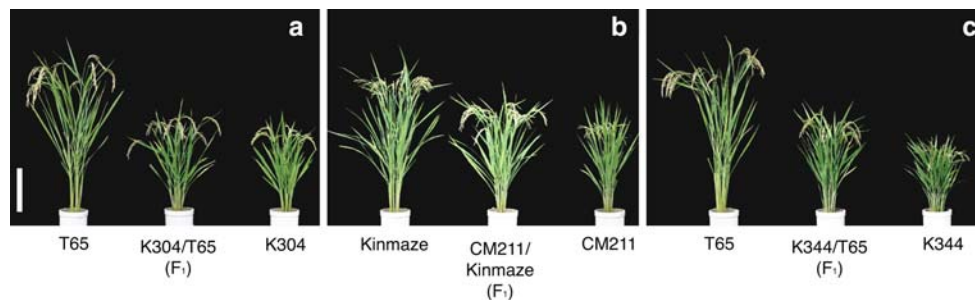 a
b
c
T65
K304/T65
(F₁)
K304
Kinmaze
CM211/
Kinmaze
(F₁)
CM211
T65
K344/T65
(F₁)
K344